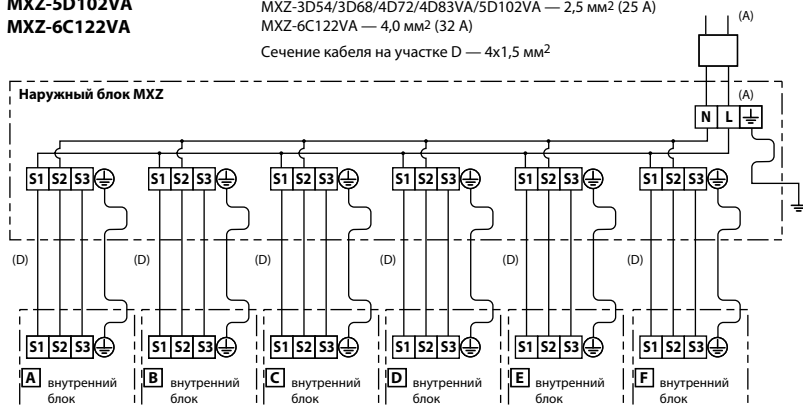 MXZ-5D102VA
MXZ-6C122VA
MXZ-3D54/3D68/4D72/4D83VA/5D102VA — 2,5 мм² (25 А)
MXZ-6C122VA — 4,0 мм² (32 А)
Сечение кабеля на участке D — 4x1,5 мм²
(A)
Наружный блок MXZ
(A)
N L
S1 S2 S3 S1 S2 S3 S1 S2 S3 S1 S2 S3 S1 S2 S3 S1 S2 S3
(D) (D) (D) (D) (D) (D)
S1 S2 S3 S1 S2 S3 S1 S2 S3 S1 S2 S3 S1 S2 S3 S1 S2 S3
A внутренний блок
B внутренний блок
C внутренний блок
D внутренний блок
E внутренний блок
F внутренний блок